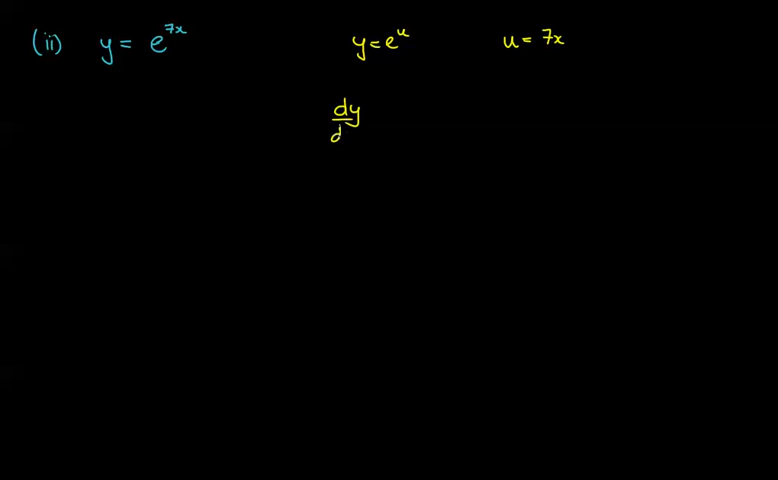 (ii) y = e^{7x} y = e^u u = 7x
dy
d